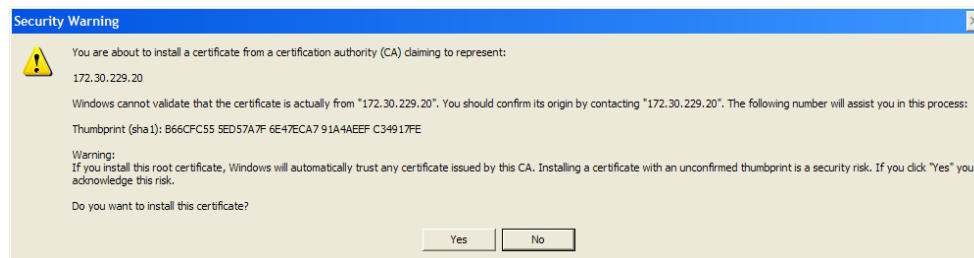 Security Warning
You are about to install a certificate from a certification authority (CA) claiming to represent:
172.30.229.20
Windows cannot validate that the certificate is actually from "172.30.229.20". You should confirm its origin by contacting "172.30.229.20". The following number will assist you in this process:
Thumbprint (sha1): B66CFC55 5ED57A7F 6E47ECA7 91A4AEEF C34917FE
Warning:
If you install this root certificate, Windows will automatically trust any certificate issued by this CA. Installing a certificate with an unconfirmed thumbprint is a security risk. If you click "Yes" you
acknowledge this risk.
Do you want to install this certificate?
Yes No